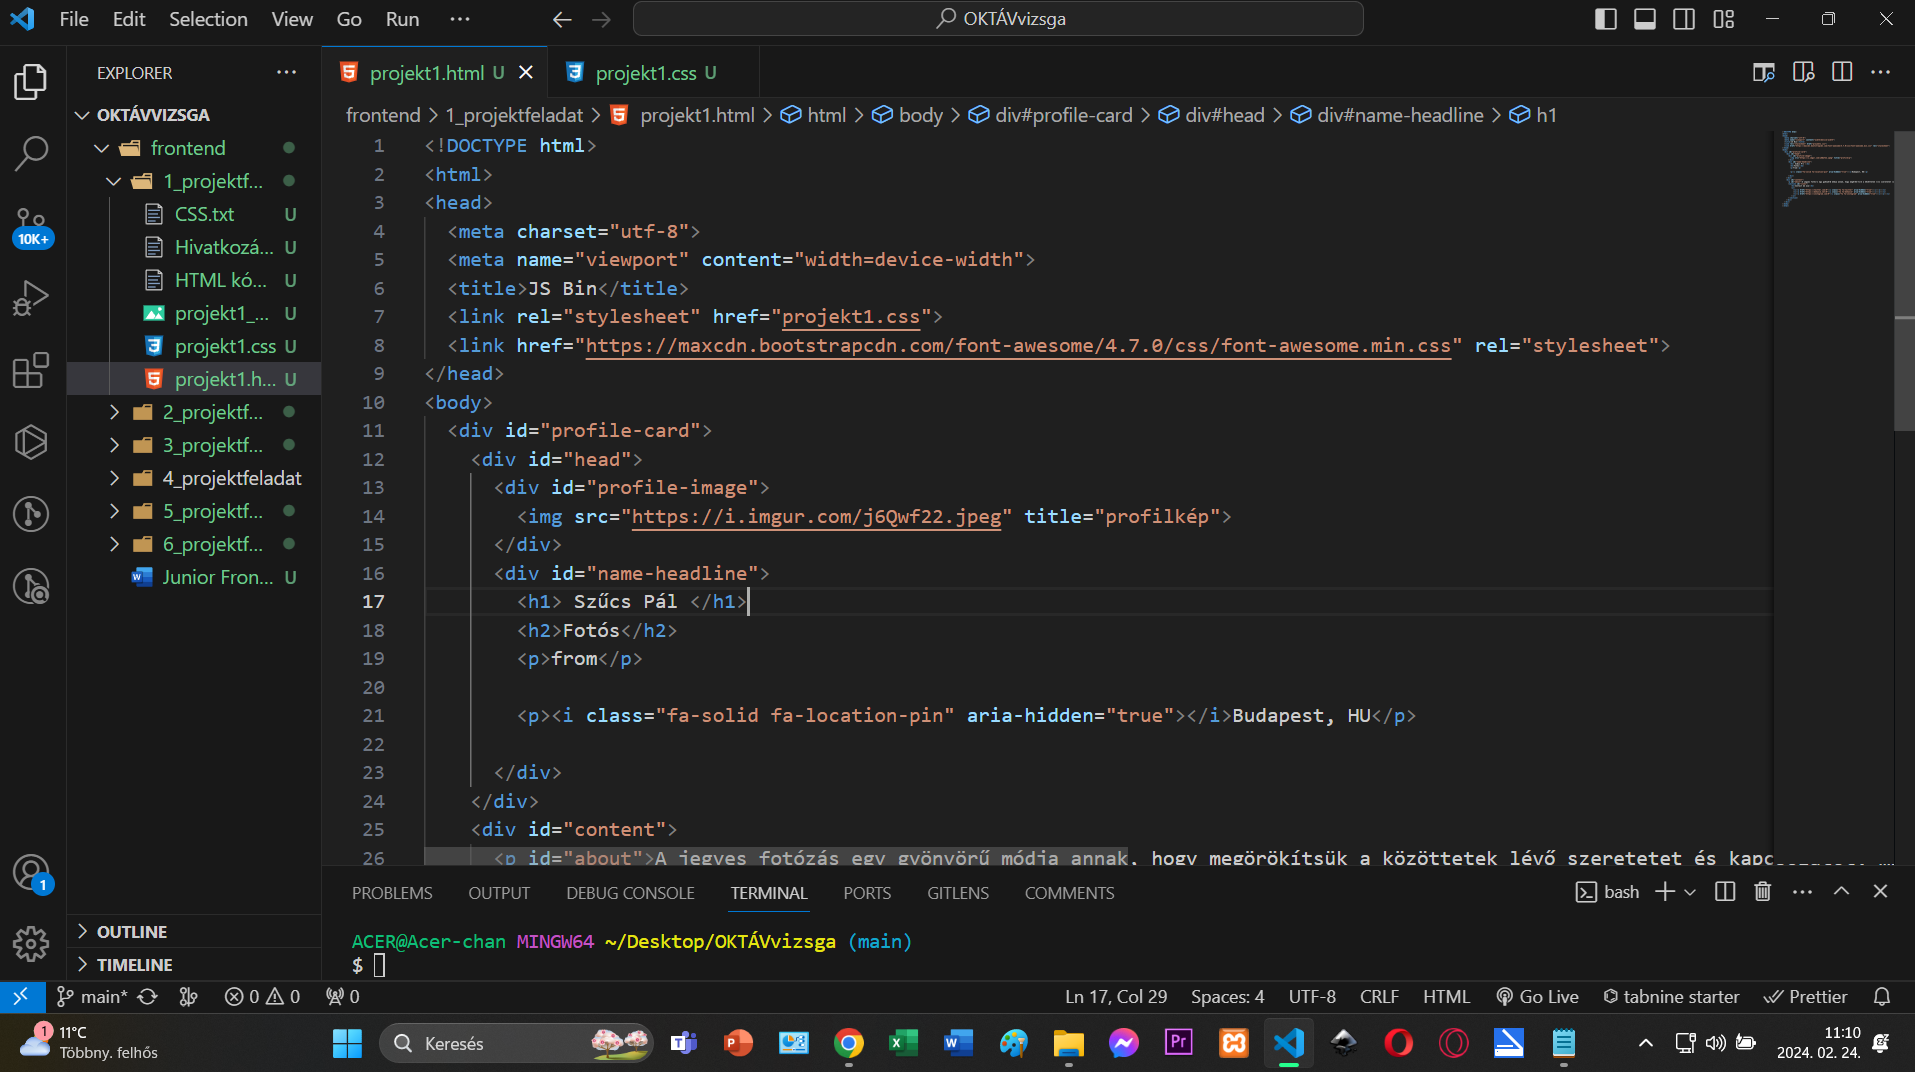 File Edit Selection View Go Run ···
OKTÁVvizsga
EXPLORER
projekt1.html U
projekt1.css U
OKTÁVVIZSGA
frontend
1_projektf...
CSS.txt U
Hivatkozá... U
HTML kó... U
projekt1_... U
projekt1.css U
projekt1.h... U
2_projektf...
3_projektf...
4_projektfeladat
5_projektf...
6_projektf...
Junior Fron... U
OUTLINE
TIMELINE
10K+
1
frontend > 1_projektfeladat > projekt1.html > html > body > div#profile-card > div#head > div#name-headline > h1
1 <!DOCTYPE html>
2 <html>
3 <head>
4 <meta charset="utf-8">
5 <meta name="viewport" content="width=device-width">
6 <title>JS Bin</title>
7 <link rel="stylesheet" href="projekt1.css">
8 <link href="https://maxcdn.bootstrapcdn.com/font-awesome/4.7.0/css/font-awesome.min.css" rel="stylesheet">
9 </head>
10 <body>
11 <div id="profile-card">
12 <div id="head">
13 <div id="profile-image">
14 <img src="https://i.imgur.com/j6Qwf22.jpeg" title="profilkép">
15 </div>
16 <div id="name-headline">
17 <h1> Szűcs Pál </h1>
18 <h2>Fotós</h2>
19 <p>from</p>
20
21 <p><i class="fa-solid fa-location-pin" aria-hidden="true"></i>Budapest, HU</p>
22
23 </div>
24 </div>
25 <div id="content">
26 <p id="about">A jegyes fotózás egy gyönyörű módja annak, hogy megörökítsük a közöttetek lévő szeretetet és
PROBLEMS OUTPUT DEBUG CONSOLE TERMINAL PORTS GITLENS COMMENTS
bash
ACER@Acer-chan MINGW64 ~/Desktop/OKTÁVvizsga (main)
$
main* 0 0 0
Ln 17, Col 29 Spaces: 4 UTF-8 CRLF HTML Go Live tabnine starter Prettier
1
11°C
Többny. felhős
Keresés
11:10
2024. 02. 24.